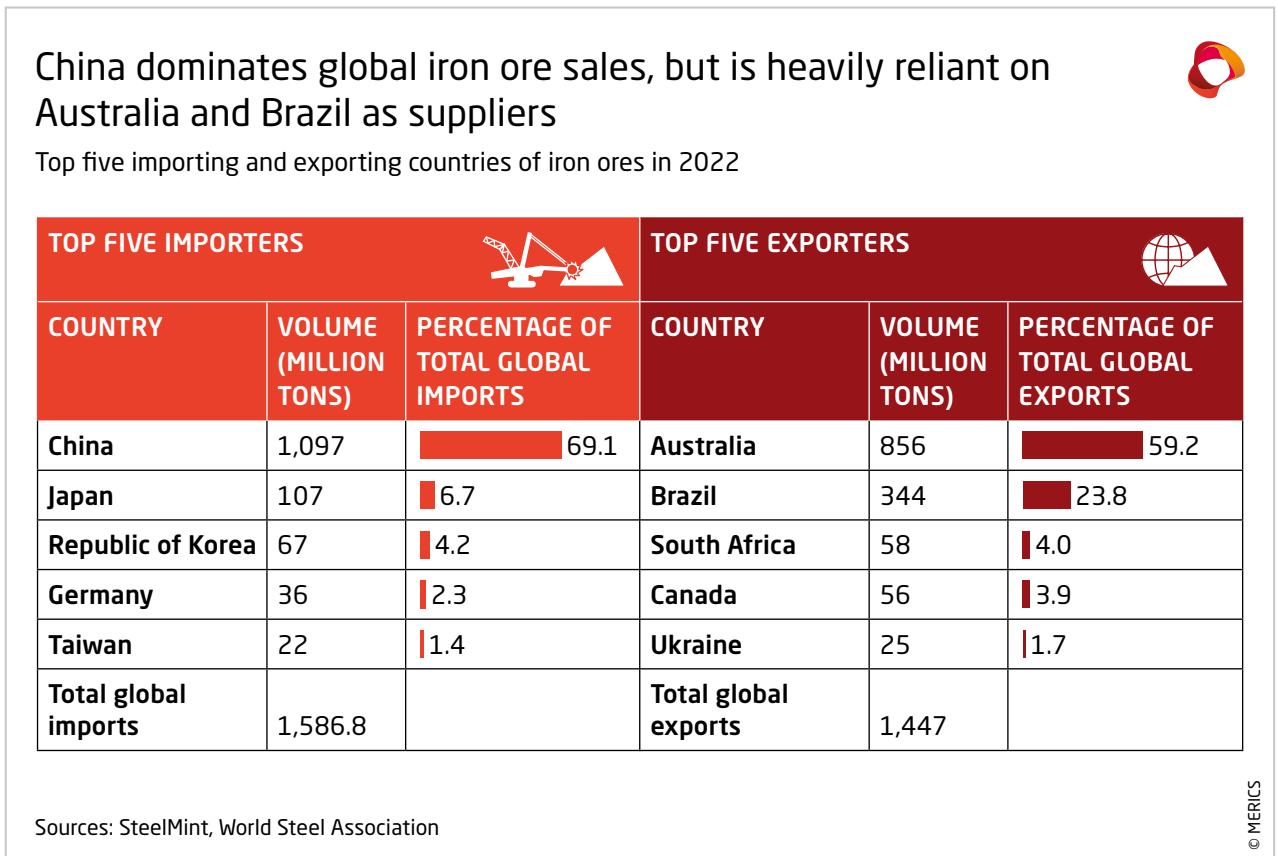 China dominates global iron ore sales, but is heavily reliant on
Australia and Brazil as suppliers
Top five importing and exporting countries of iron ores in 2022
TOP FIVE IMPORTERS
TOP FIVE EXPORTERS
COUNTRY
VOLUME
(MILLION
TONS)
PERCENTAGE OF
TOTAL GLOBAL
IMPORTS
COUNTRY
VOLUME
(MILLION
TONS)
PERCENTAGE OF
TOTAL GLOBAL
EXPORTS
China 1,097 69.1 Australia 856 59.2
Japan 107 6.7 Brazil 344 23.8
Republic of Korea 67 4.2 South Africa 58 4.0
Germany 36 2.3 Canada 56 3.9
Taiwan 22 1.4 Ukraine 25 1.7
Total global
imports 1,586.8
Total global
exports 1,447
Sources: SteelMint, World Steel Association
© MERICS